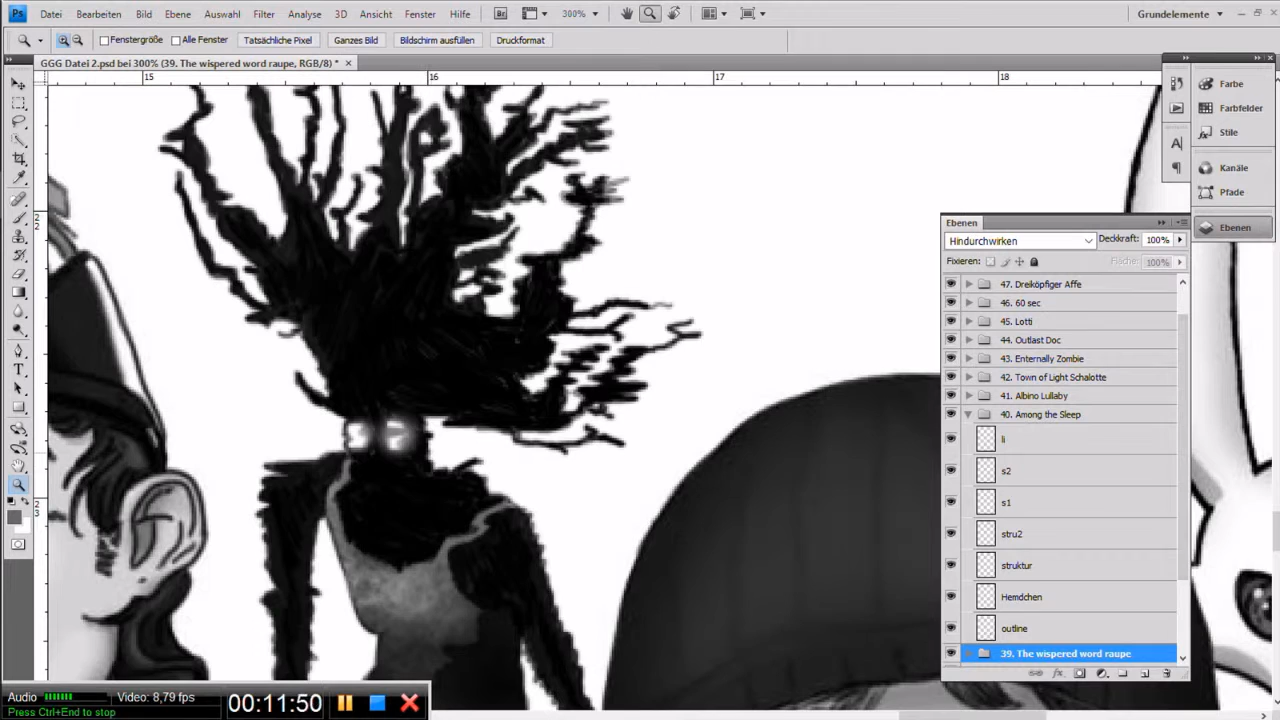 Ps Datei Bearbeiten Bild Ebene Auswahl Filter Analyse 3D Ansicht Fenster Hilfe Br 300% Grundelemente
Fenstergröße Alle Fenster Tatsächliche Pixel Ganzes Bild Bildschirm ausfüllen Druckformat
GGG Datei 2.psd bei 300% (39. The wispered word raupe, RGB/8) *
15 16 17 18
Farbe
Farbfelder
Stile
Kanäle
Pfade
Ebenen
Ebenen
Hindurchwirken Deckkraft: 100%
Fixieren: Fläche: 100%
47. Dreiköpfiger Affe
46. 60 sec
45. Lotti
44. Outlast Doc
43. Enternally Zombie
42. Town of Light Schalotte
41. Albino Lullaby
40. Among the Sleep
li
s2
s1
stru2
struktur
Hemdchen
outline
39. The wispered word raupe
2
2
2
3
Audio Video: 8,79 fps
Press Ctrl+End to stop
00:11:50